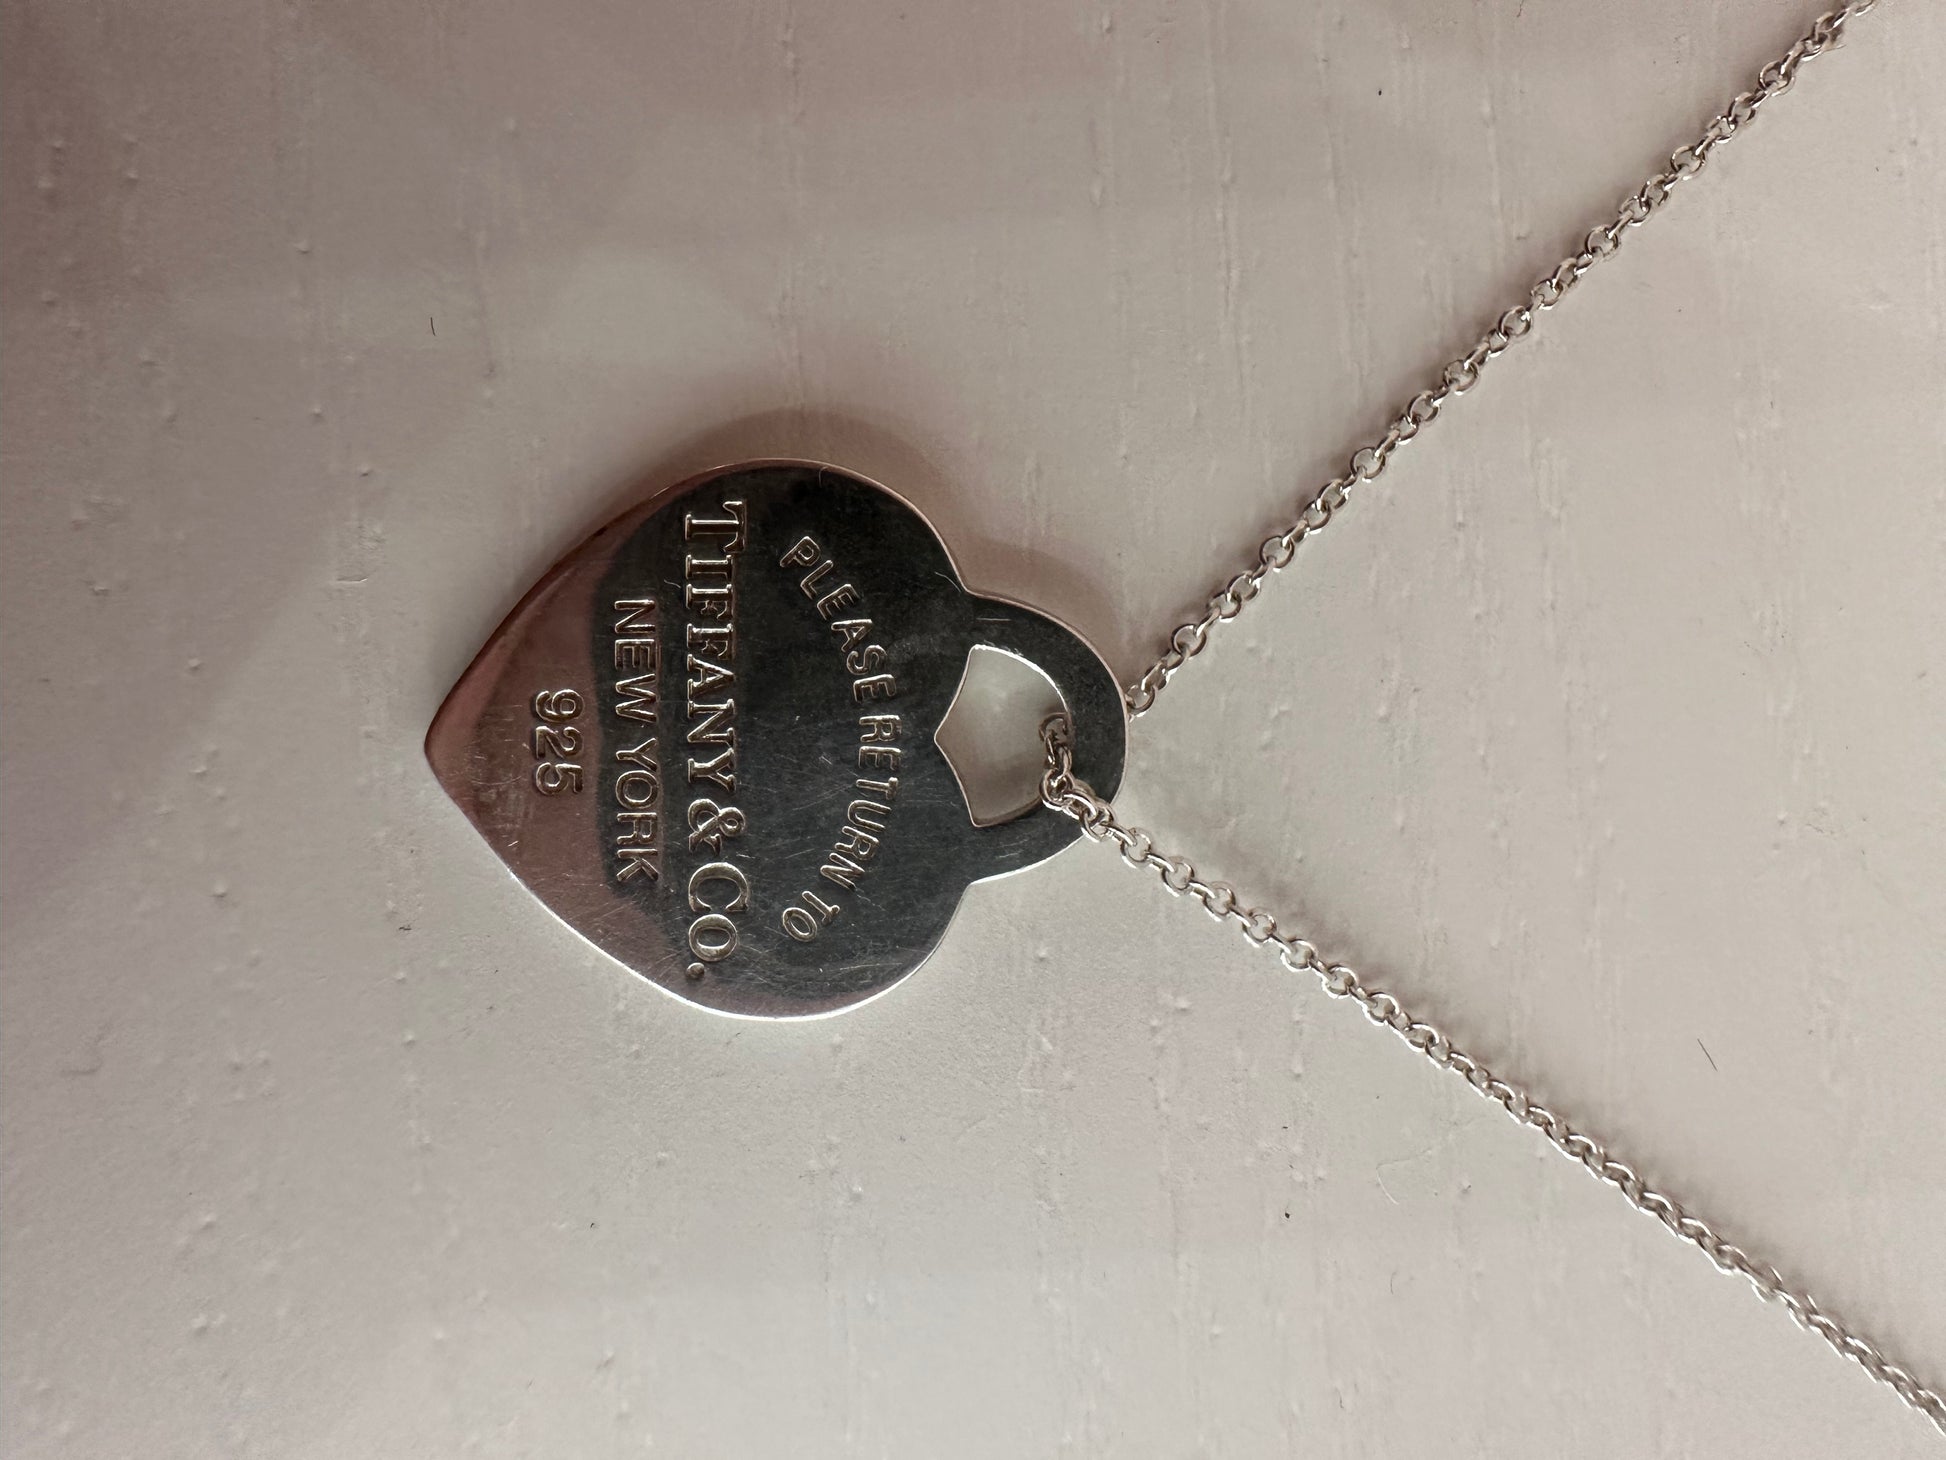 PLEASE RETURN TO
TIFFANY & CO.
NEW YORK
925